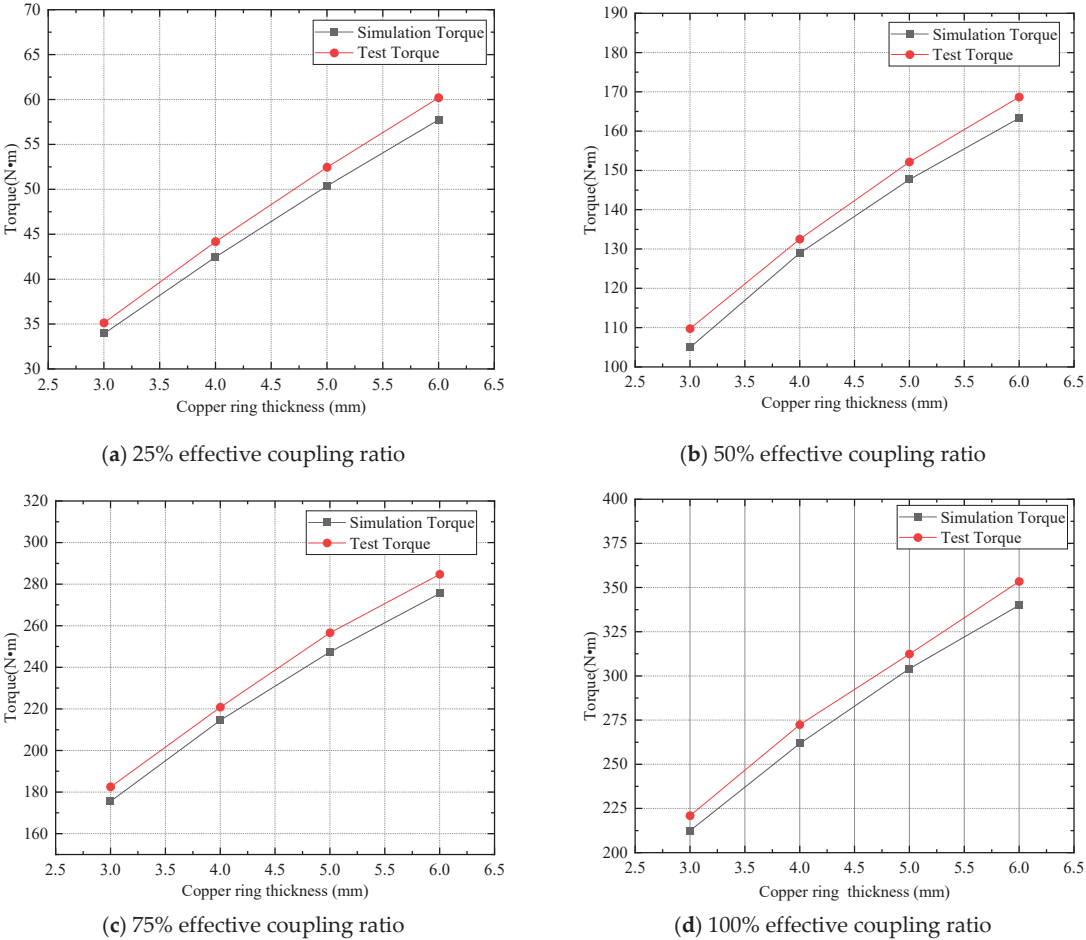 70
65
60
55
50
45
40
35
30
2.5 3.0 3.5 4.0 4.5 5.0 5.5 6.0 6.5
Torque(N•m)
Copper ring thickness (mm)
Simulation Torque
Test Torque
(a) 25% effective coupling ratio
190
180
170
160
150
140
130
120
110
100
2.5 3.0 3.5 4.0 4.5 5.0 5.5 6.0 6.5
Torque(N•m)
Copper ring thickness (mm)
Simulation Torque
Test Torque
(b) 50% effective coupling ratio
320
300
280
260
240
220
200
180
160
2.5 3.0 3.5 4.0 4.5 5.0 5.5 6.0 6.5
Torque(N•m)
Copper ring thickness (mm)
Simulation Torque
Test Torque
(c) 75% effective coupling ratio
400
375
350
325
300
275
250
225
200
2.5 3.0 3.5 4.0 4.5 5.0 5.5 6.0 6.5
Torque(N•m)
Copper ring thickness (mm)
Simulation Torque
Test Torque
(d) 100% effective coupling ratio